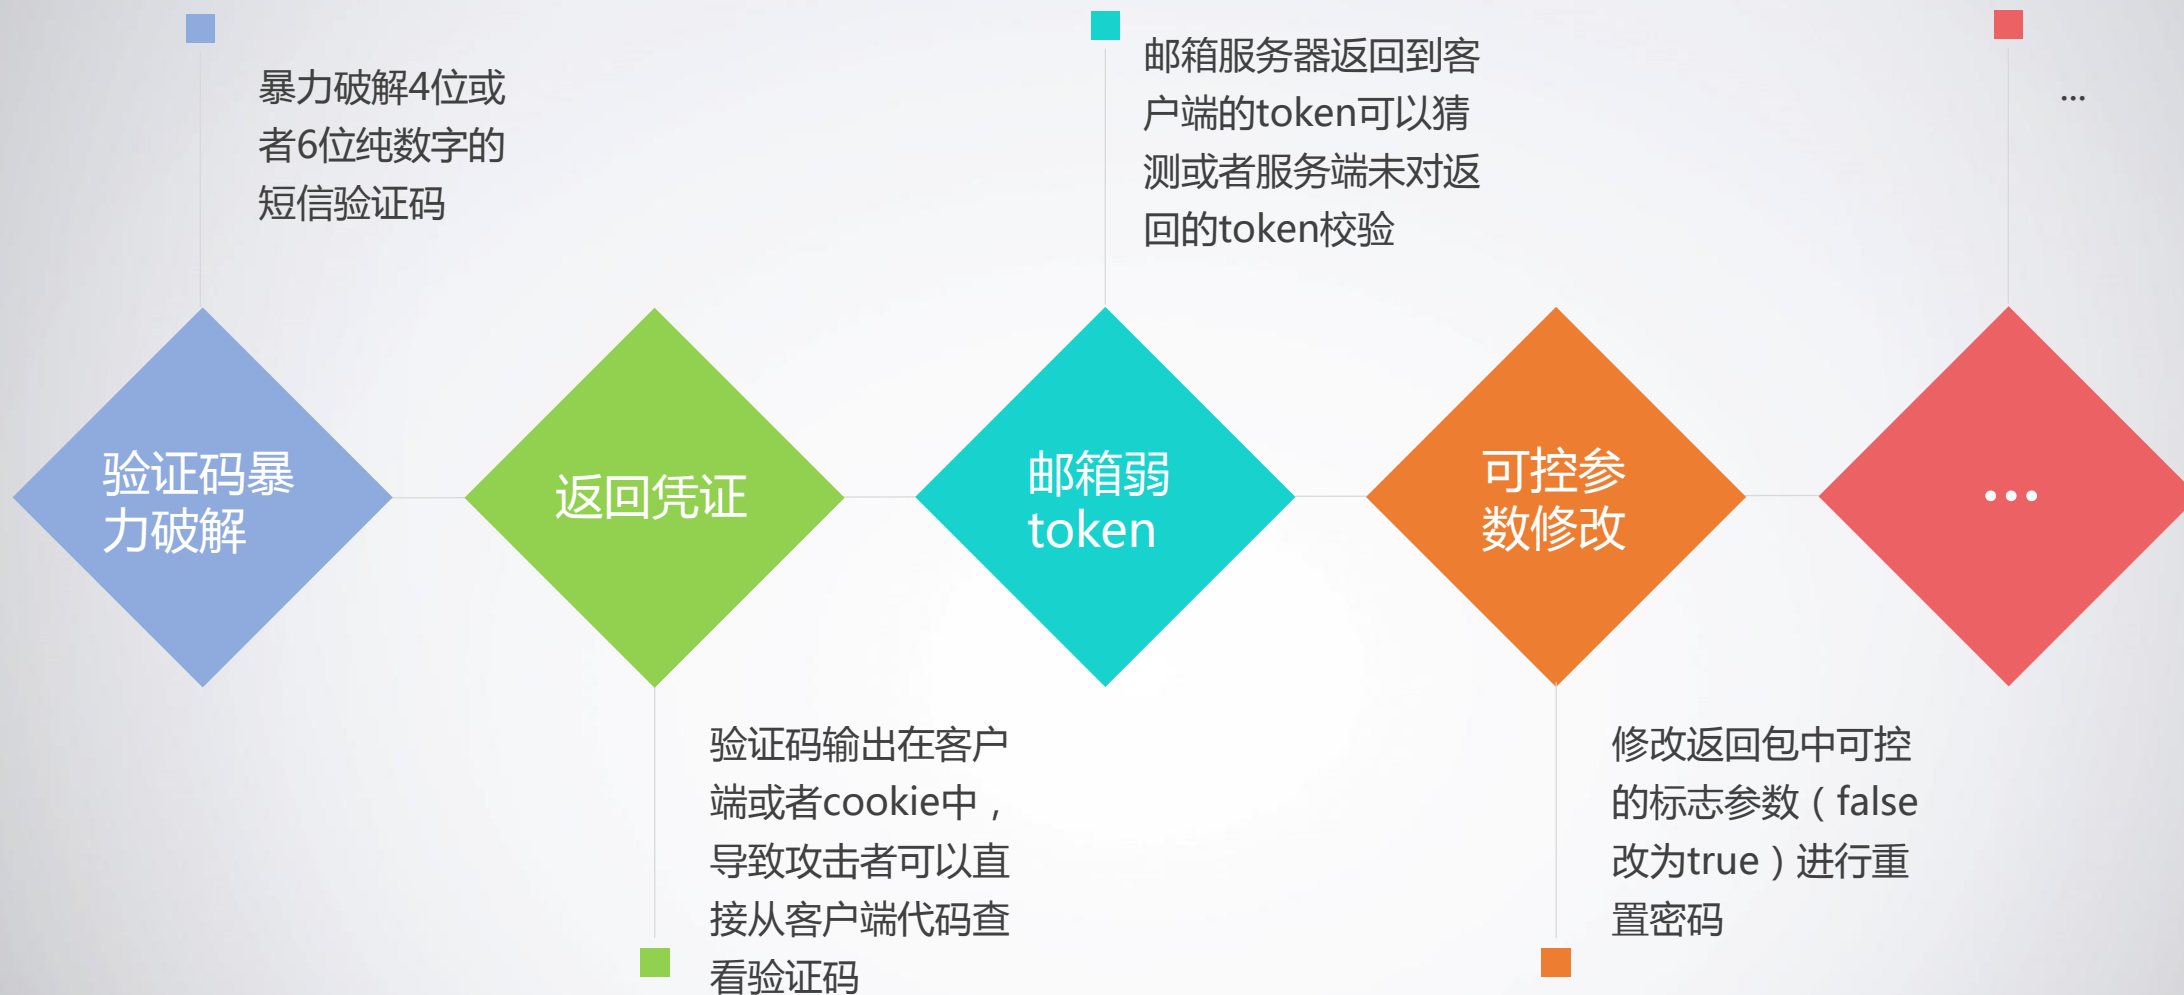 暴力破解4位或
者6位纯数字的
短信验证码
邮箱服务器返回到客
户端的token可以猜
测或者服务端未对返
回的token校验
...
验证码暴
力破解
返回凭证
邮箱弱
token
可控参
数修改
...
验证码输出在客户
端或者cookie中，
导致攻击者可以直
接从客户端代码查
看验证码
修改返回包中可控
的标志参数（false
改为true）进行重
置密码